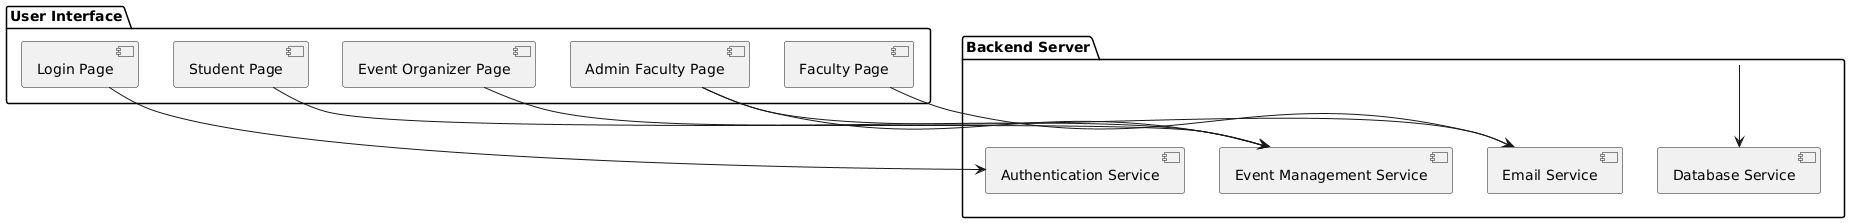 User Interface
Login Page
Student Page
Event Organizer Page
Admin Faculty Page
Faculty Page
Backend Server
Authentication Service
Event Management Service
Email Service
Database Service